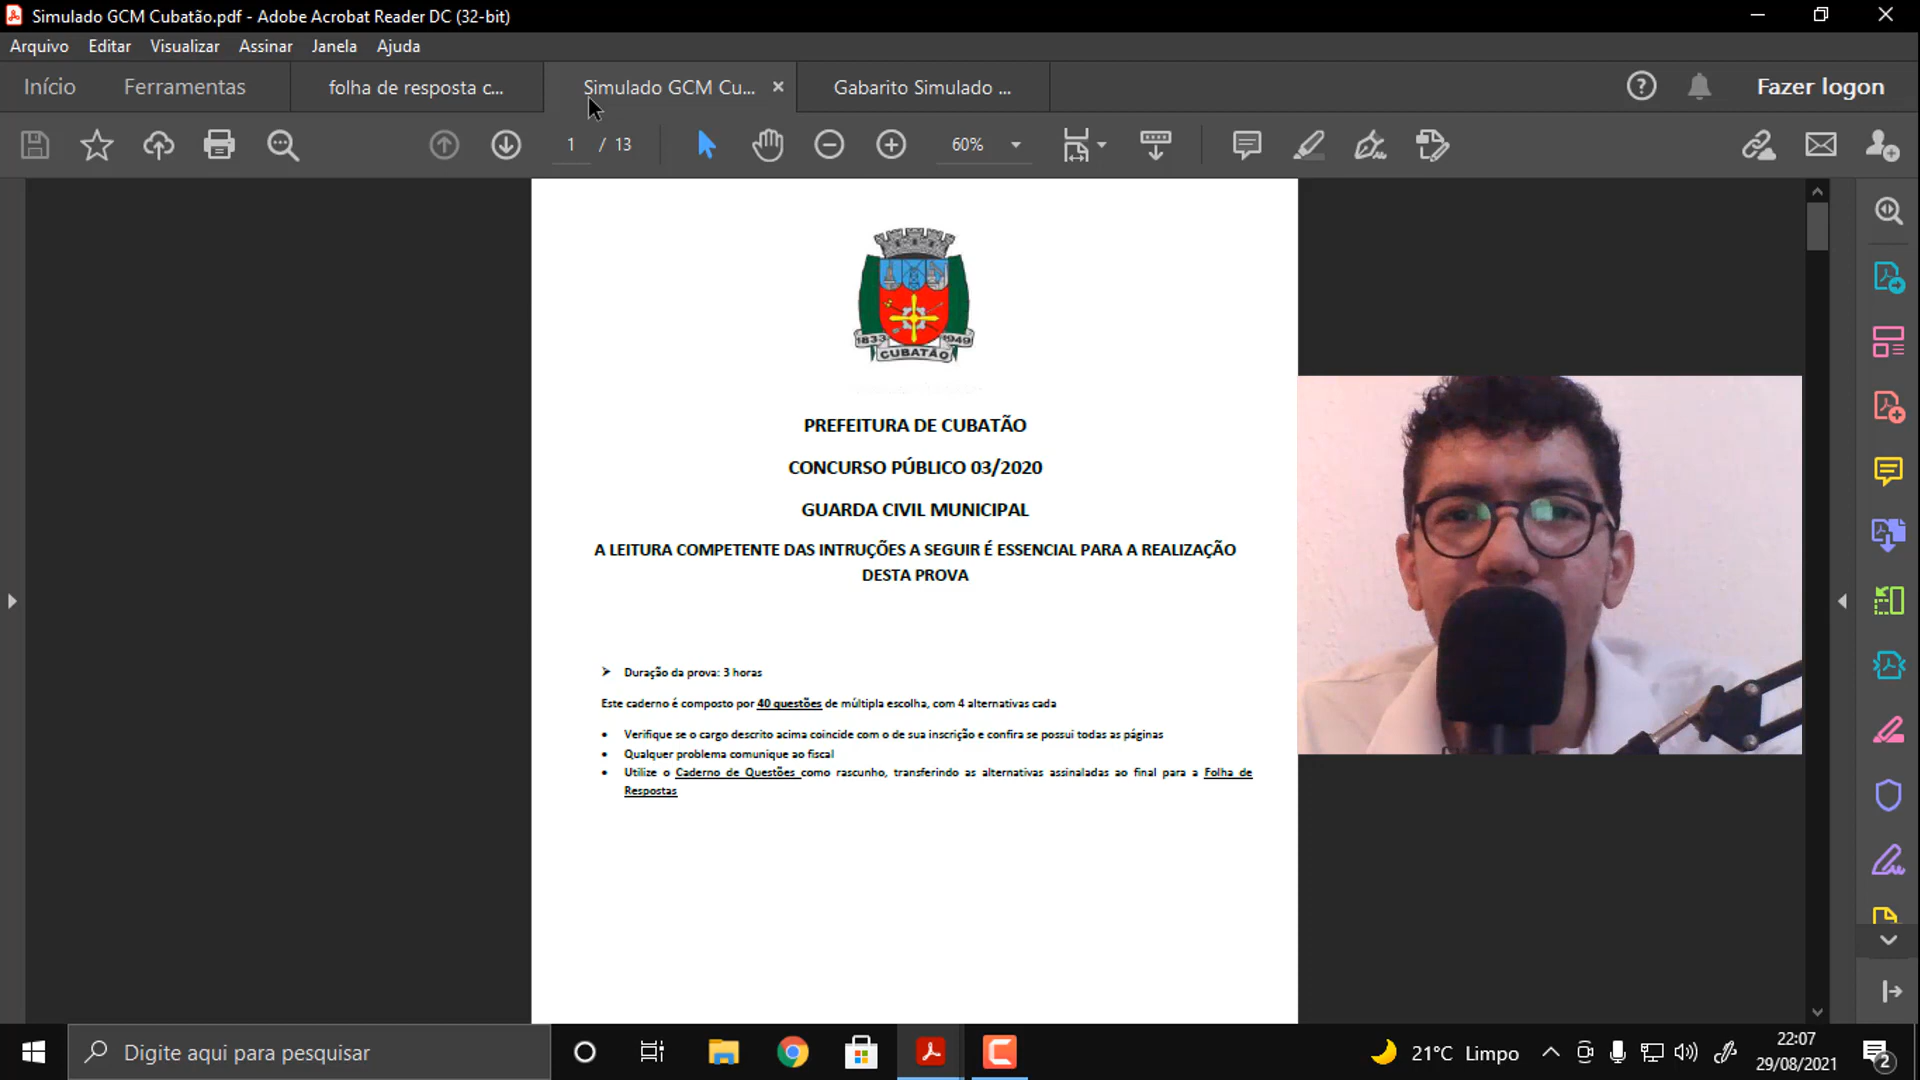 Simulado GCM Cubatão.pdf - Adobe Acrobat Reader DC (32-bit)
Arquivo Editar Visualizar Assinar Janela Ajuda
Início Ferramentas folha de resposta c... Simulado GCM Cu... Gabarito Simulado ... Fazer logon
1 / 13 60%
1833 1949
CUBATÃO
PREFEITURA DE CUBATÃO
CONCURSO PÚBLICO 03/2020
GUARDA CIVIL MUNICIPAL
A LEITURA COMPETENTE DAS INTRUÇÕES A SEGUIR É ESSENCIAL PARA A REALIZAÇÃO
DESTA PROVA
Duração da prova: 3 horas
Este caderno é composto por 40 questões de múltipla escolha, com 4 alternativas cada
• Verifique se o cargo descrito acima coincide com o de sua inscrição e confira se possui todas as páginas
• Qualquer problema comunique ao fiscal
• Utilize o Caderno de Questões como rascunho, transferindo as alternativas assinaladas ao final para a Folha de
Respostas
Digite aqui para pesquisar
21°C Limpo
22:07
29/08/2021
2